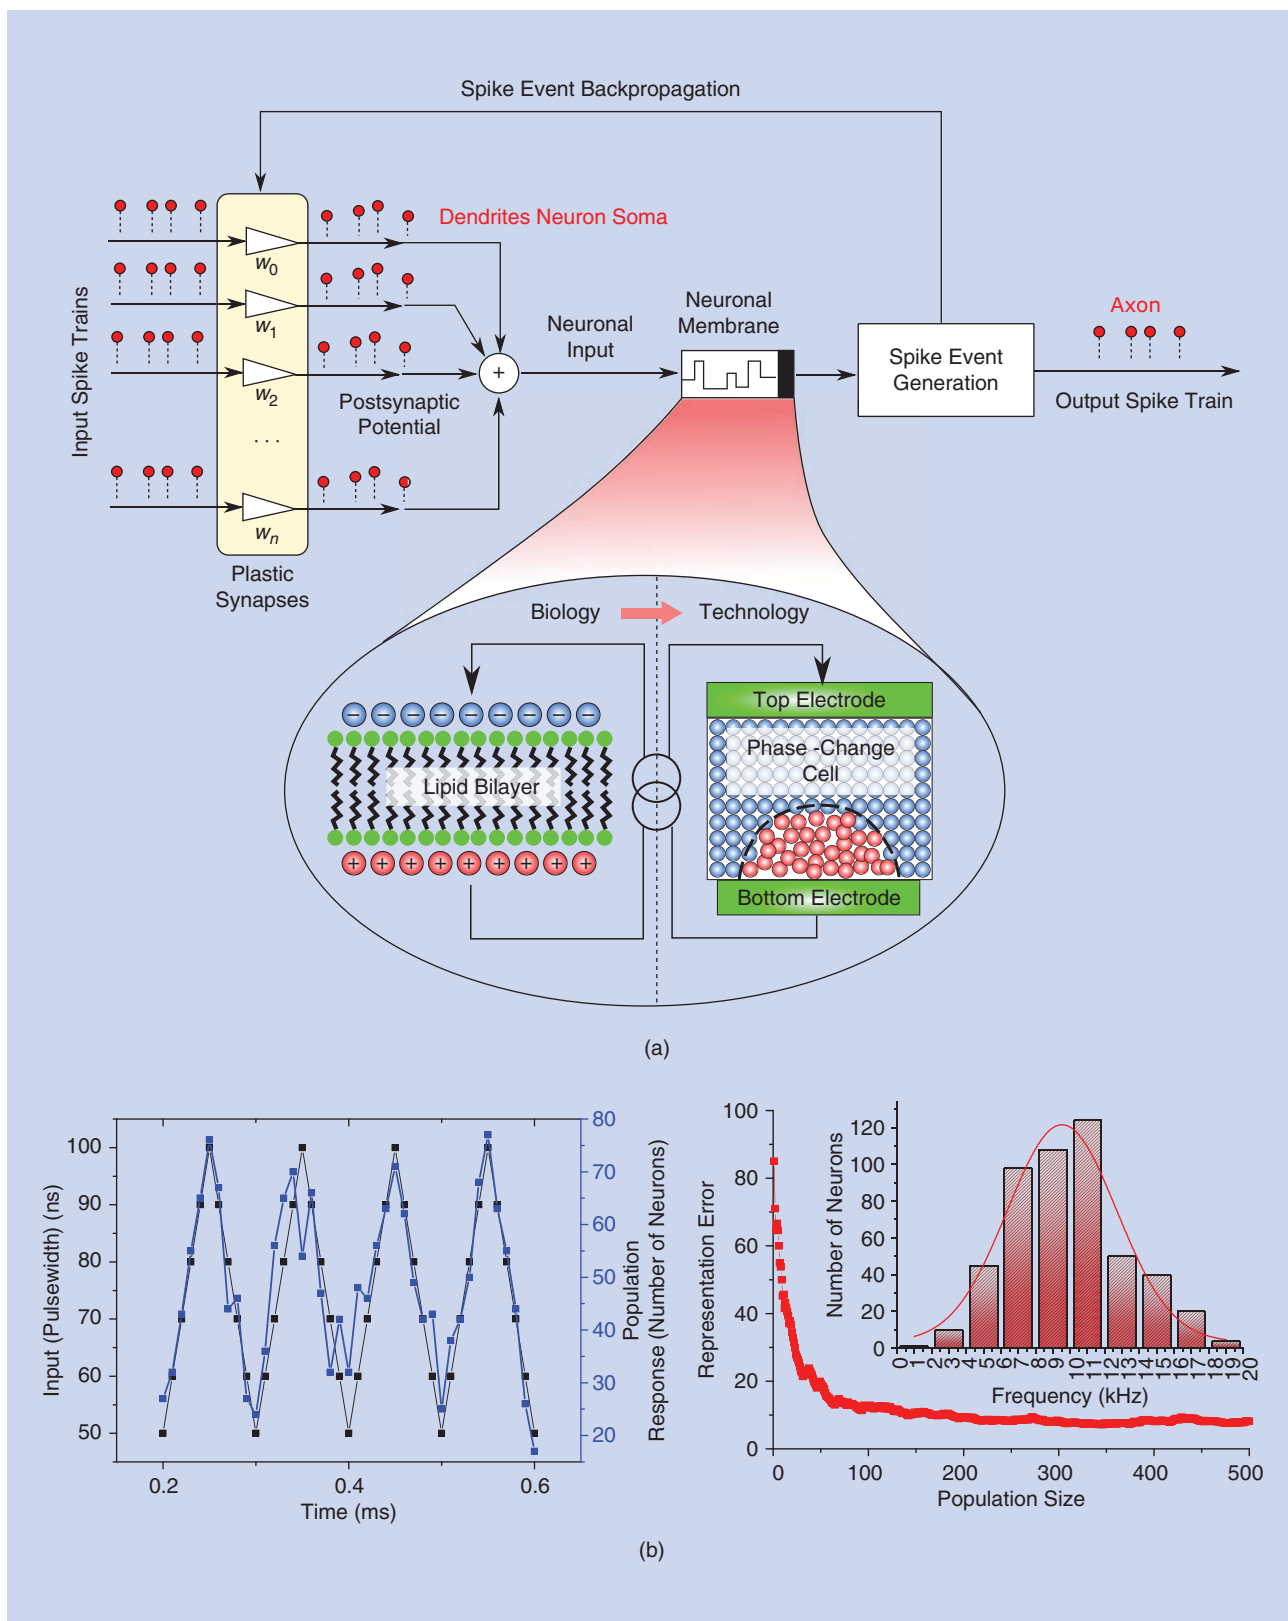 Spike Event Backpropagation
Dendrites Neuron Soma
Input Spike Trains
w0
w1
w2
. . .
wn
Plastic
Synapses
Postsynaptic
Potential
+
Neuronal
Input
Neuronal
Membrane
Spike Event
Generation
Axon
Output Spike Train
Biology
Technology
− − − − − − − − −
Lipid Bilayer
+ + + + + + + + +
Top Electrode
Phase -Change
Cell
Bottom Electrode
(a)
Input (Pulsewidth) (ns)
100
90
80
70
60
50
0.2 0.4 0.6
Time (ms)
80
70
60
50
40
30
20
Population
Response (Number of Neurons)
Representation Error
100
80
60
40
20
0
0 100 200 300 400 500
Population Size
Number of Neurons
120
100
80
60
40
20
0
0 1 2 3 4 5 6 7 8 9 10 11 12 13 14 15 16 17 18 19 20
Frequency (kHz)
(b)